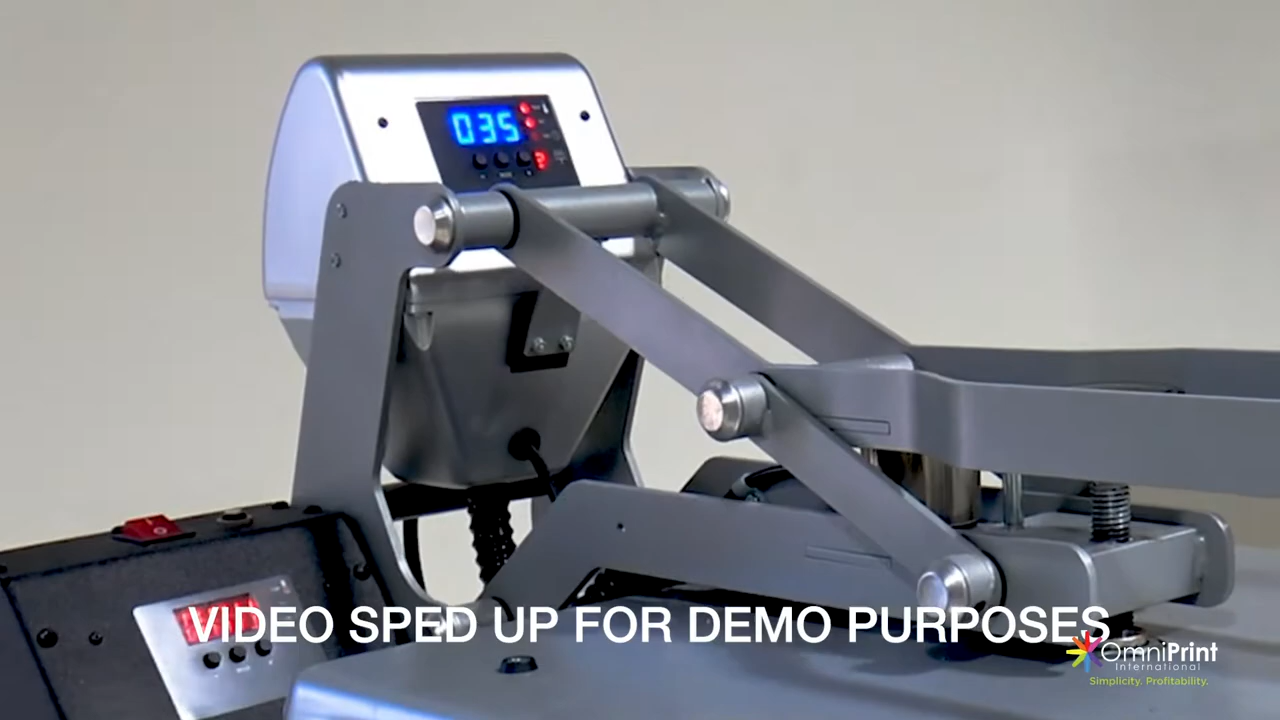 035
VIDEO SPED UP FOR DEMO PURPOSES
OmniPrint
International
Simplicity. Profitability.